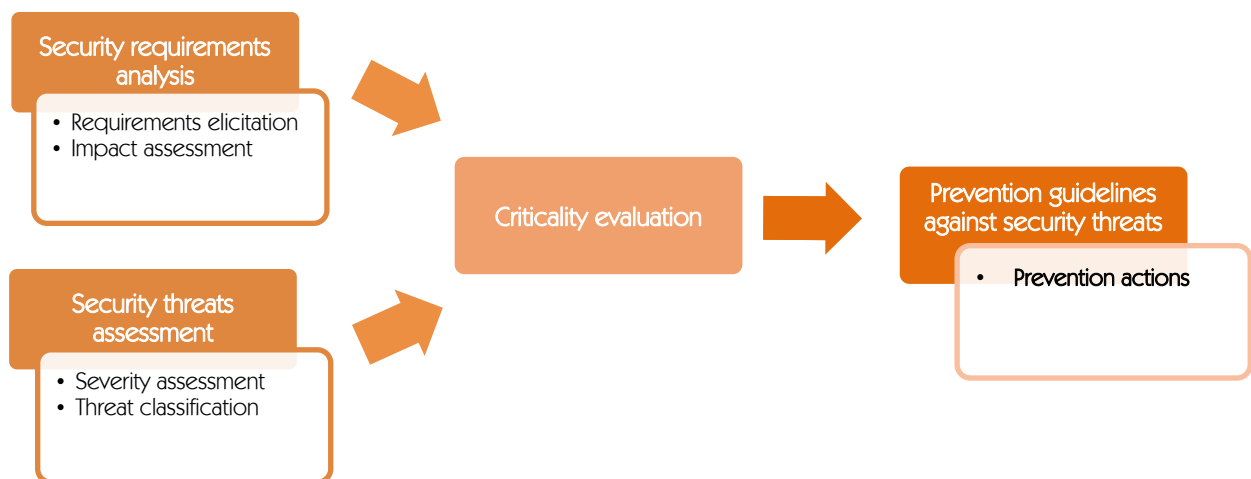 Security requirements
analysis
• Requirements elicitation
• Impact assessment
Security threats
assessment
• Severity assessment
• Threat classification
Criticality evaluation
Prevention guidelines
against security threats
• Prevention actions